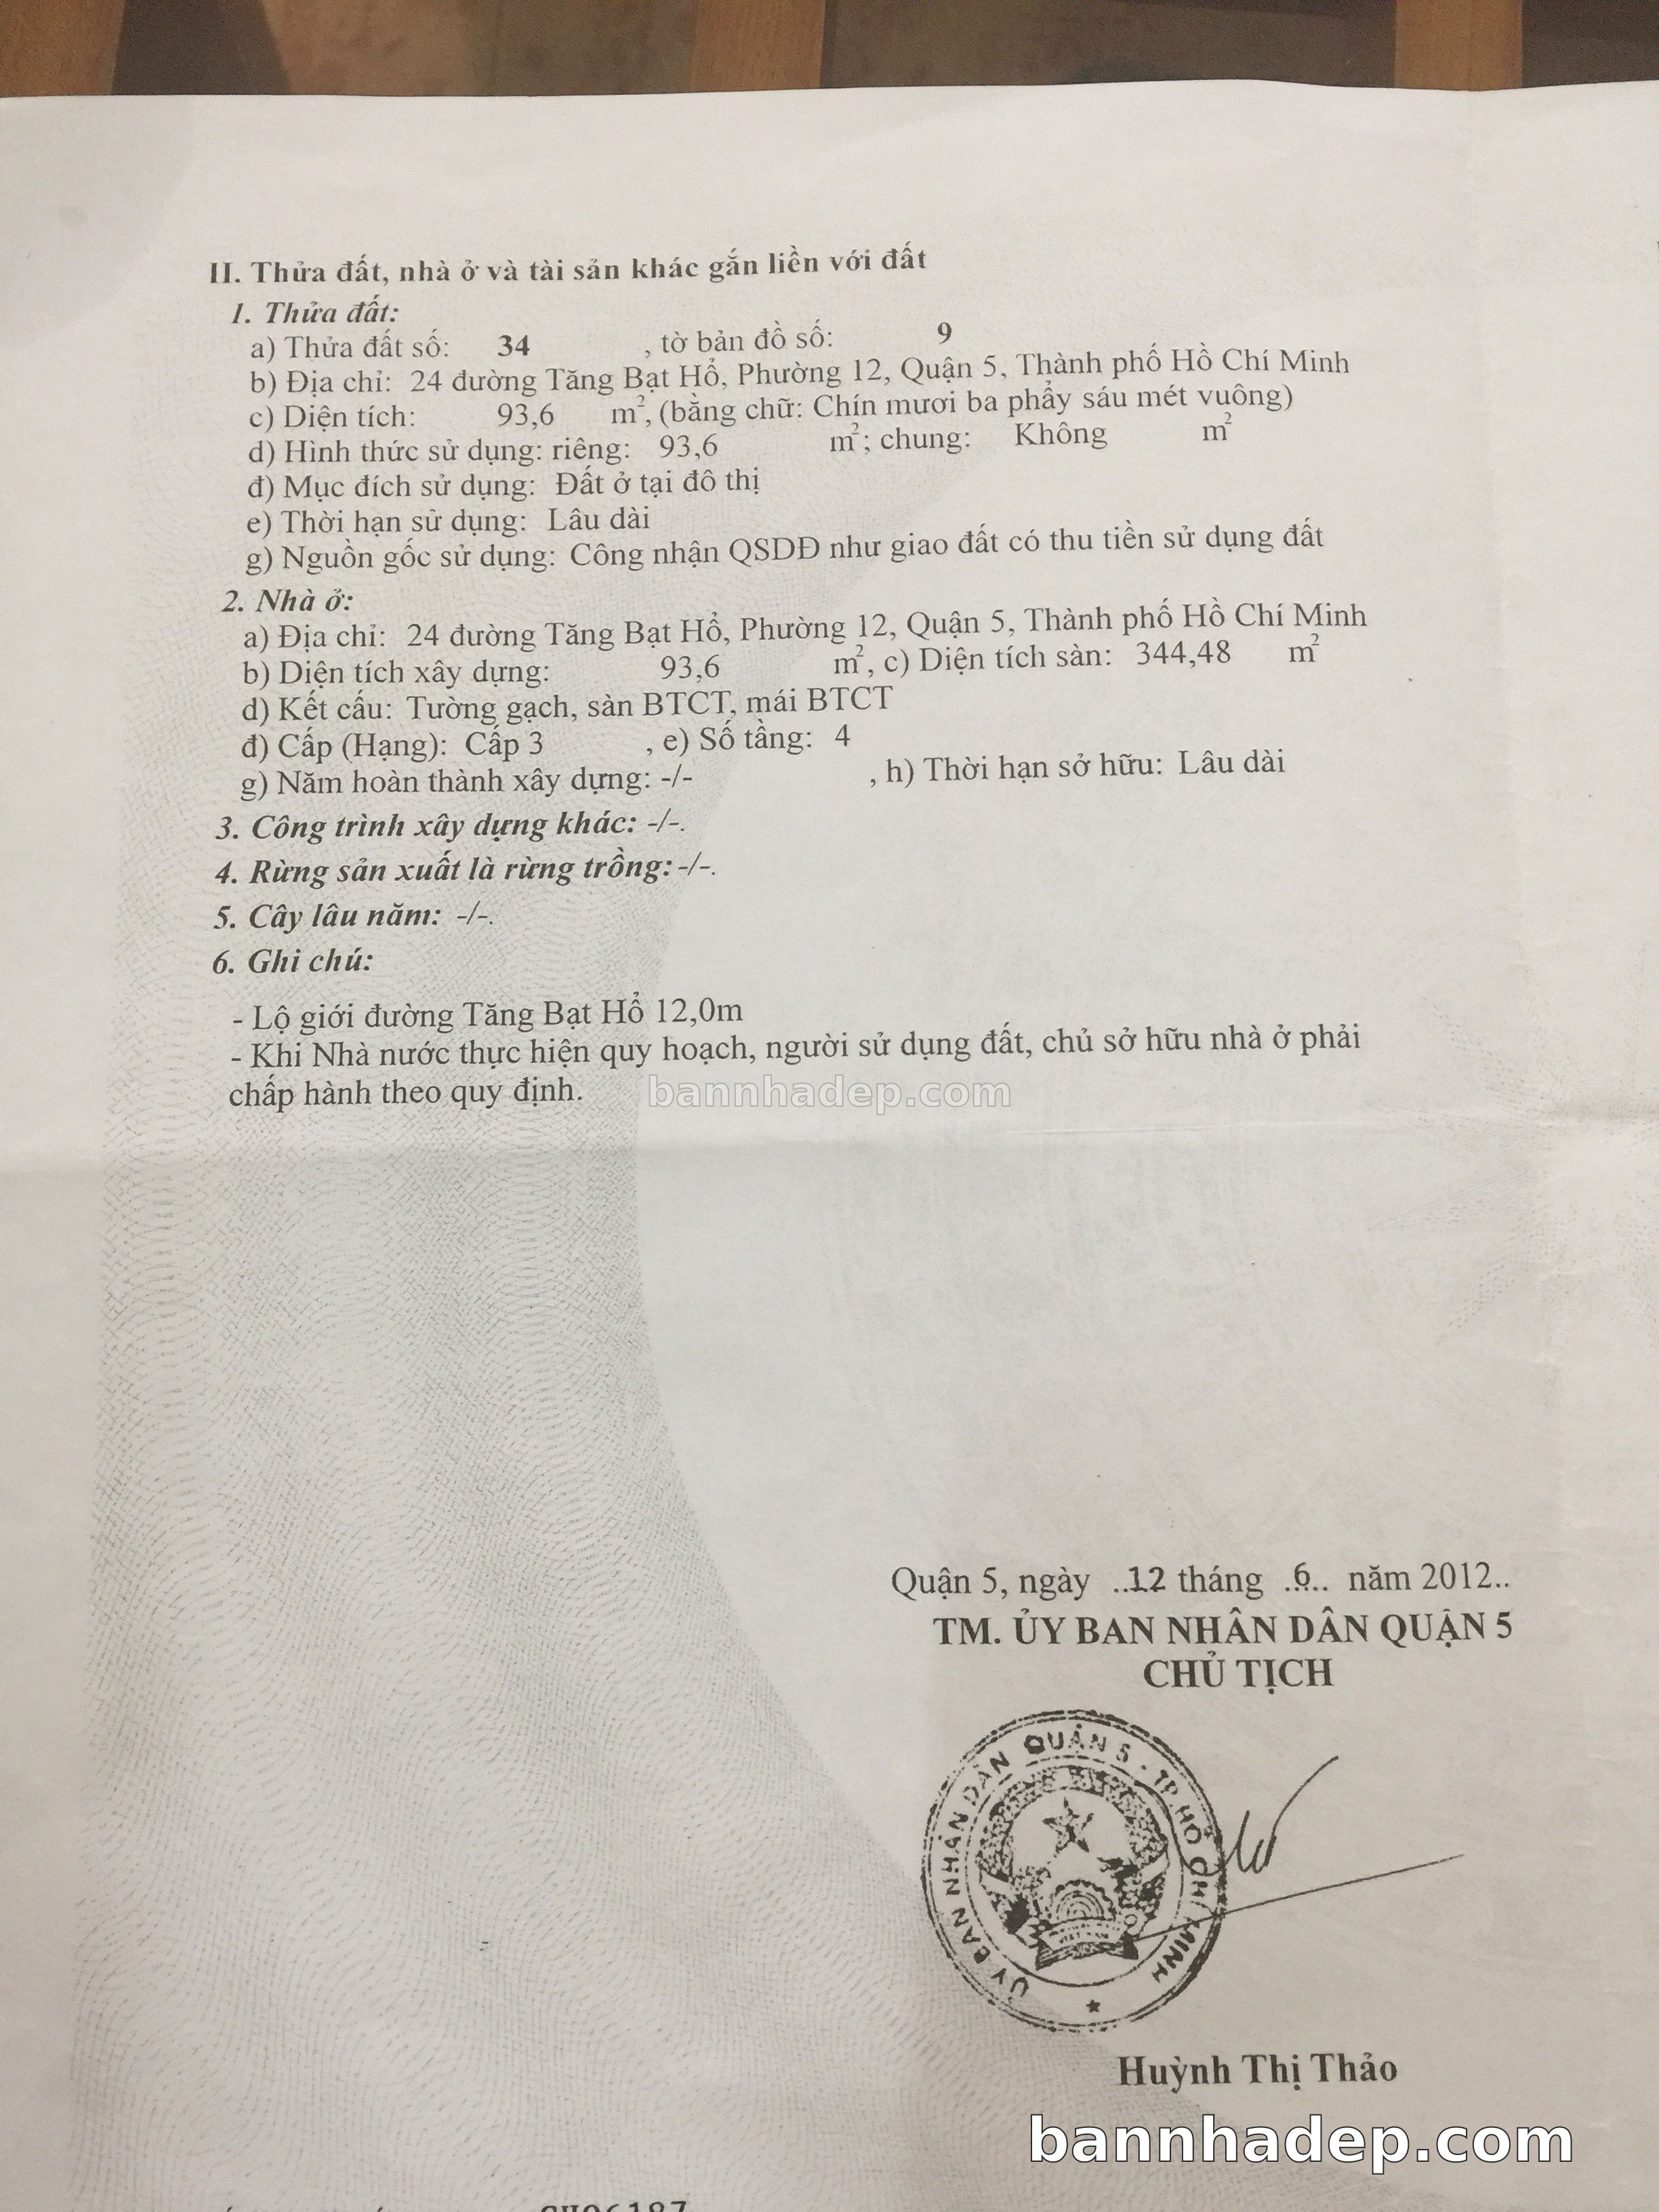 II. Thửa đất, nhà ở và tài sản khác gắn liền với đất
1. Thửa đất:
a) Thửa đất số: 34 , tờ bản đồ số: 9
b) Địa chỉ: 24 đường Tăng Bạt Hổ, Phường 12, Quận 5, Thành phố Hồ Chí Minh
c) Diện tích: 93,6 m², (bằng chữ: Chín mươi ba phẩy sáu mét vuông)
d) Hình thức sử dụng: riêng: 93,6 m²; chung: Không m²
đ) Mục đích sử dụng: Đất ở tại đô thị
e) Thời hạn sử dụng: Lâu dài
g) Nguồn gốc sử dụng: Công nhận QSDĐ như giao đất có thu tiền sử dụng đất
2. Nhà ở:
a) Địa chỉ: 24 đường Tăng Bạt Hổ, Phường 12, Quận 5, Thành phố Hồ Chí Minh
b) Diện tích xây dựng: 93,6 m², c) Diện tích sàn: 344,48 m²
d) Kết cấu: Tường gạch, sàn BTCT, mái BTCT
đ) Cấp (Hạng): Cấp 3 , e) Số tầng: 4
g) Năm hoàn thành xây dựng: -/- , h) Thời hạn sở hữu: Lâu dài
3. Công trình xây dựng khác: -/-.
4. Rừng sản xuất là rừng trồng: -/-.
5. Cây lâu năm: -/-.
6. Ghi chú:
- Lộ giới đường Tăng Bạt Hổ 12,0m
- Khi Nhà nước thực hiện quy hoạch, người sử dụng đất, chủ sở hữu nhà ở phải
chấp hành theo quy định.
bannhadep.com
Quận 5, ngày ..12 tháng ..6.. năm 2012..
TM. ỦY BAN NHÂN DÂN QUẬN 5
CHỦ TỊCH
ỦY BAN NHÂN DÂN QUẬN 5 - TP. HỒ CHÍ MINH
VIỆT NAM
Huỳnh Thị Thảo
bannhadep.com